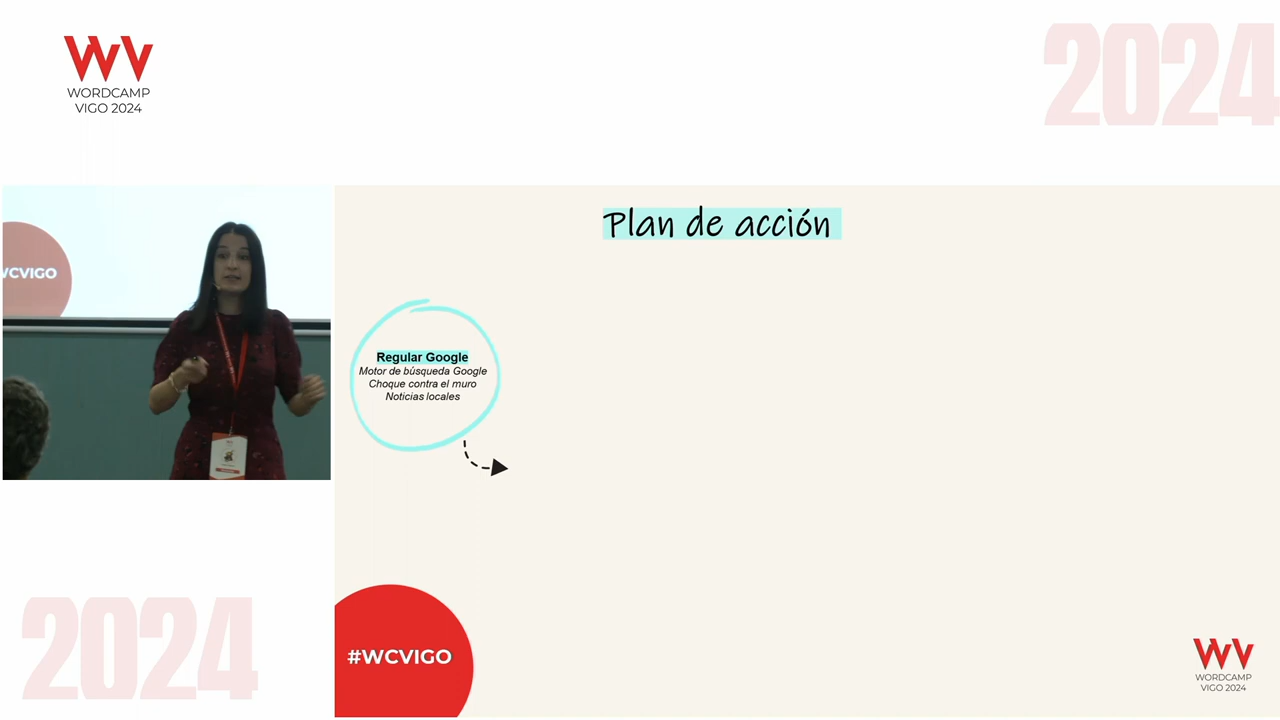 WORDCAMP
VIGO 2024
2024
WCVIGO
Plan de acción
Regular Google
Motor de búsqueda Google
Choque contra el muro
Noticias locales
2024
#WCVIGO
WORDCAMP
VIGO 2024